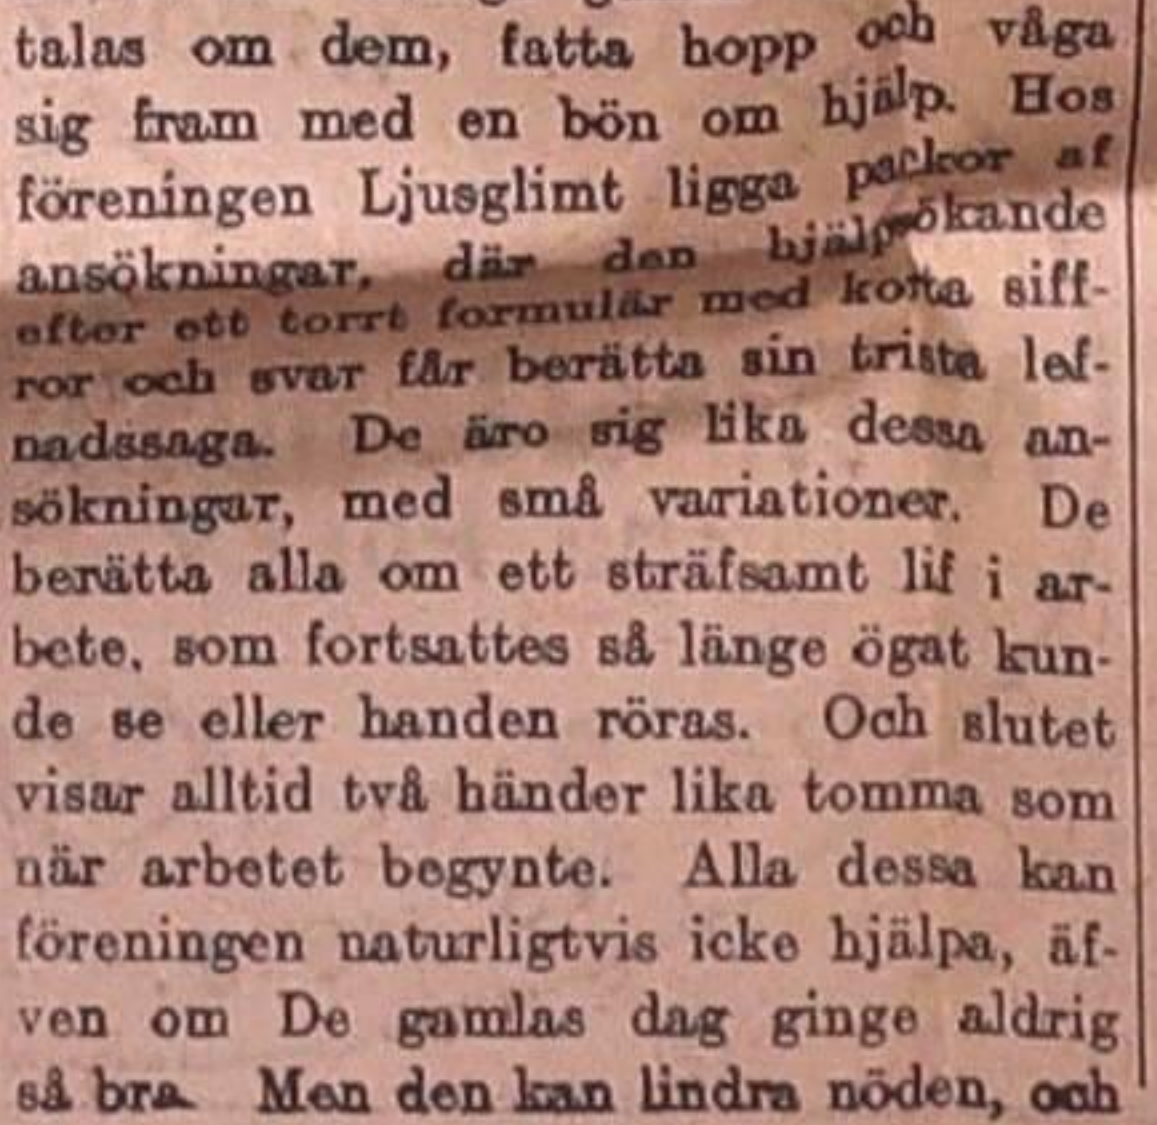 talas om dem, fatta hopp och våga
sig fram med en bön om hjälp. Hos
föreningen Ljusglimt ligga packor af
ansökningar, där den hjälpsökande
efter ett torrt formulär med korta siff-
ror och svar får berätta sin trista lef-
nadssaga. De äro sig lika dessa an-
sökningar, med små variationer. De
berätta alla om ett sträfsamt lif i ar-
bete, som fortsattes så länge ögat kun-
de se eller handen röras. Och slutet
visar alltid två händer lika tomma som
när arbetet begynte. Alla dessa kan
föreningen naturligtvis icke hjälpa, äf-
ven om De gamlas dag ginge aldrig
så bra. Men den kan lindra nöden, och